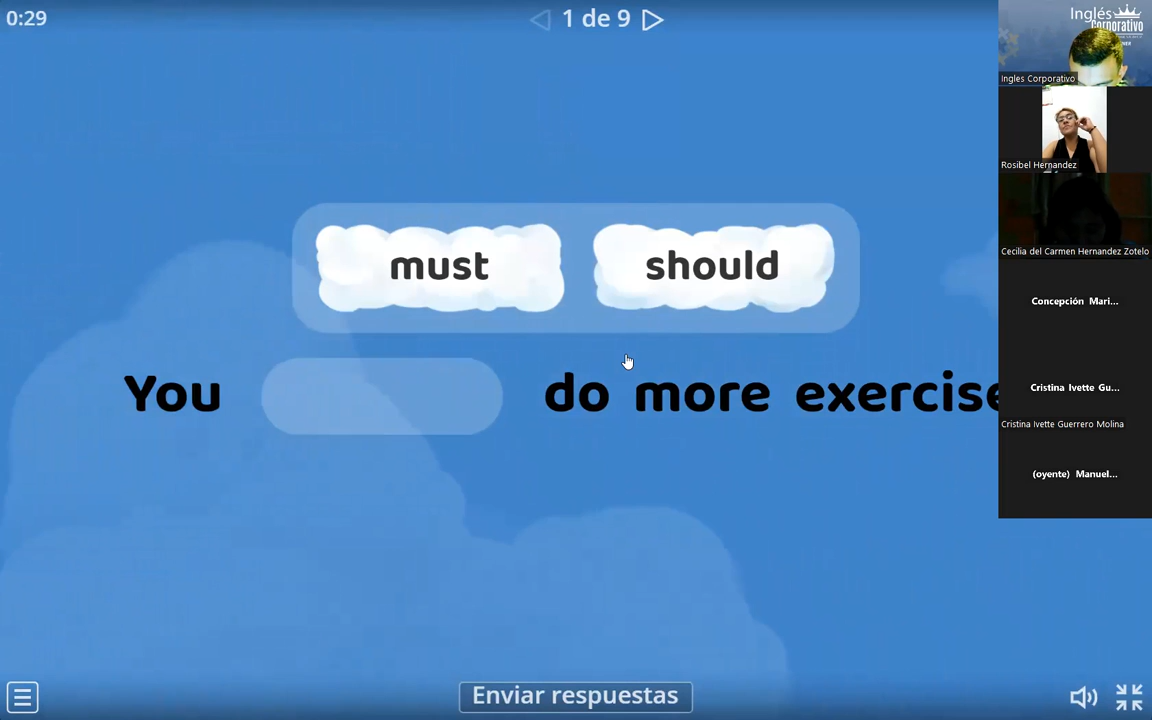 0:29
1 de 9
Inglés
Corporativo
Ingles Corporativo
must
should
Rosibel Hernandez
Cecilia del Carmen Hernandez Zotelo
Concepción Mari...
You do more exercise
Cristina Ivette Gu...
Cristina Ivette Guerrero Molina
(oyente) Manuel...
Enviar respuestas